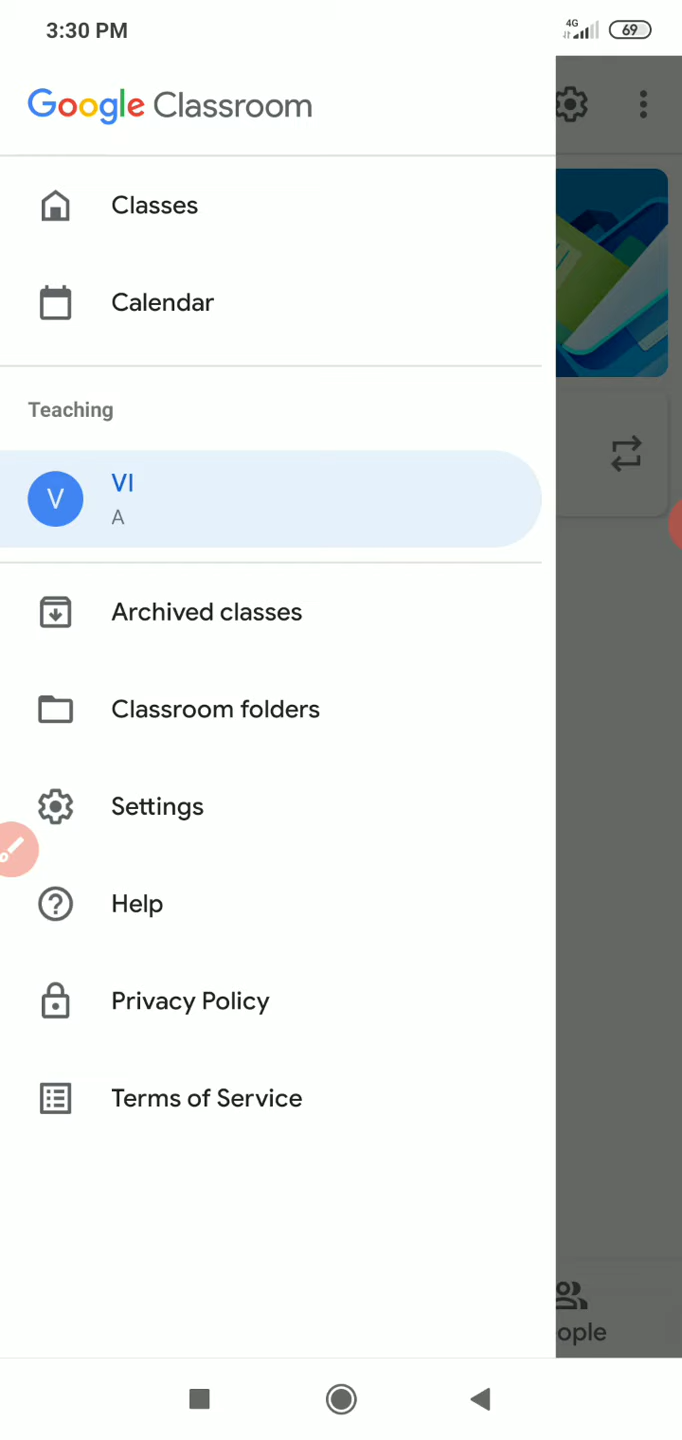 3:30 PM
4G
69
Google Classroom
Classes
Calendar
Teaching
V
VI
A
Archived classes
Classroom folders
Settings
Help
Privacy Policy
Terms of Service
ople